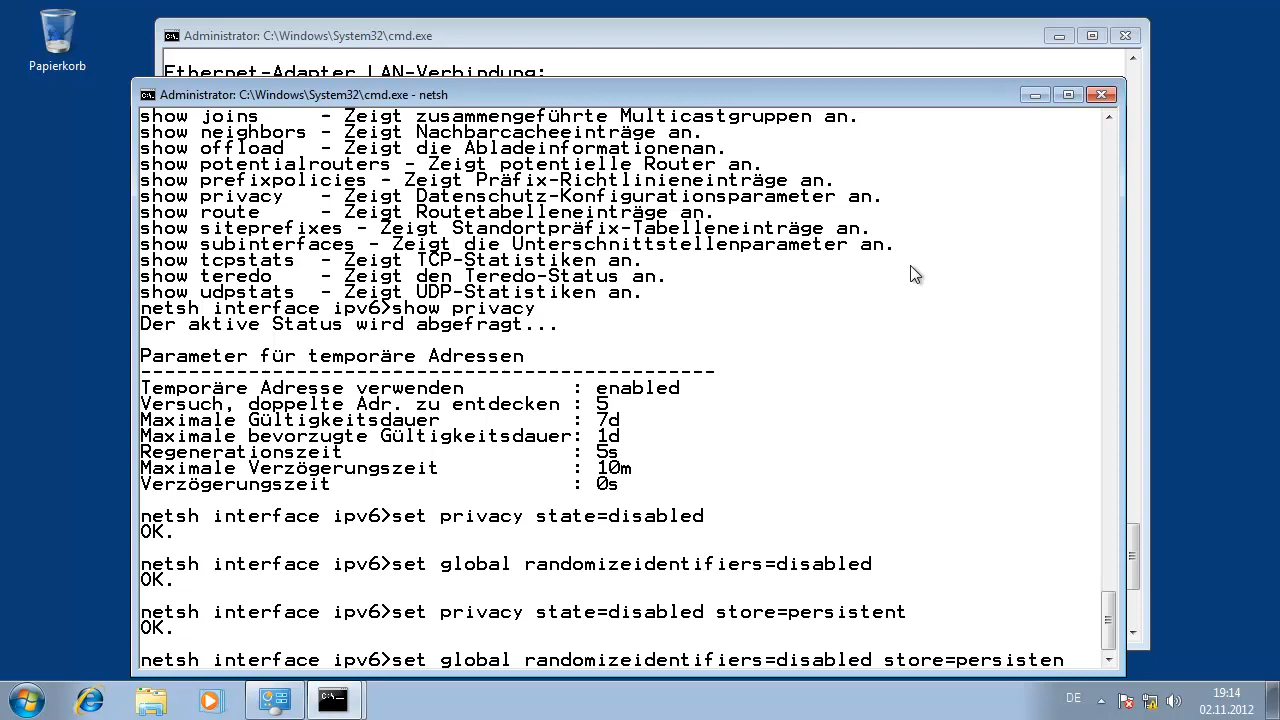 Administrator: C:\Windows\System32\cmd.exe
Papierkorb
Ethernet-Adapter LAN-Verbindung:
Administrator: C:\Windows\System32\cmd.exe - netsh
show joins - Zeigt zusammengeführte Multicastgruppen an.
show neighbors - Zeigt Nachbarcacheeinträge an.
show offload - Zeigt die Abladeinformationenan.
show potentialrouters - Zeigt potentielle Router an.
show prefixpolicies - Zeigt Präfix-Richtlinieneinträge an.
show privacy - Zeigt Datenschutz-Konfigurationsparameter an.
show route - Zeigt Routetabelleneinträge an.
show siteprefixes - Zeigt Standortpräfix-Tabelleneinträge an.
show subinterfaces - Zeigt die Unterschnittstellenparameter an.
show tcpstats - Zeigt TCP-Statistiken an.
show teredo - Zeigt den Teredo-Status an.
show udpstats - Zeigt UDP-Statistiken an.
netsh interface ipv6>show privacy
Der aktive Status wird abgefragt...
Parameter für temporäre Adressen
------------------------------------------------
Temporäre Adresse verwenden : enabled
Versuch, doppelte Adr. zu entdecken : 5
Maximale Gültigkeitsdauer : 7d
Maximale bevorzugte Gültigkeitsdauer: 1d
Regenerationszeit : 5s
Maximale Verzögerungszeit : 10m
Verzögerungszeit : 0s
netsh interface ipv6>set privacy state=disabled
OK.
netsh interface ipv6>set global randomizeidentifiers=disabled
OK.
netsh interface ipv6>set privacy state=disabled store=persistent
OK.
netsh interface ipv6>set global randomizeidentifiers=disabled store=persisten
DE
19:14
02.11.2012